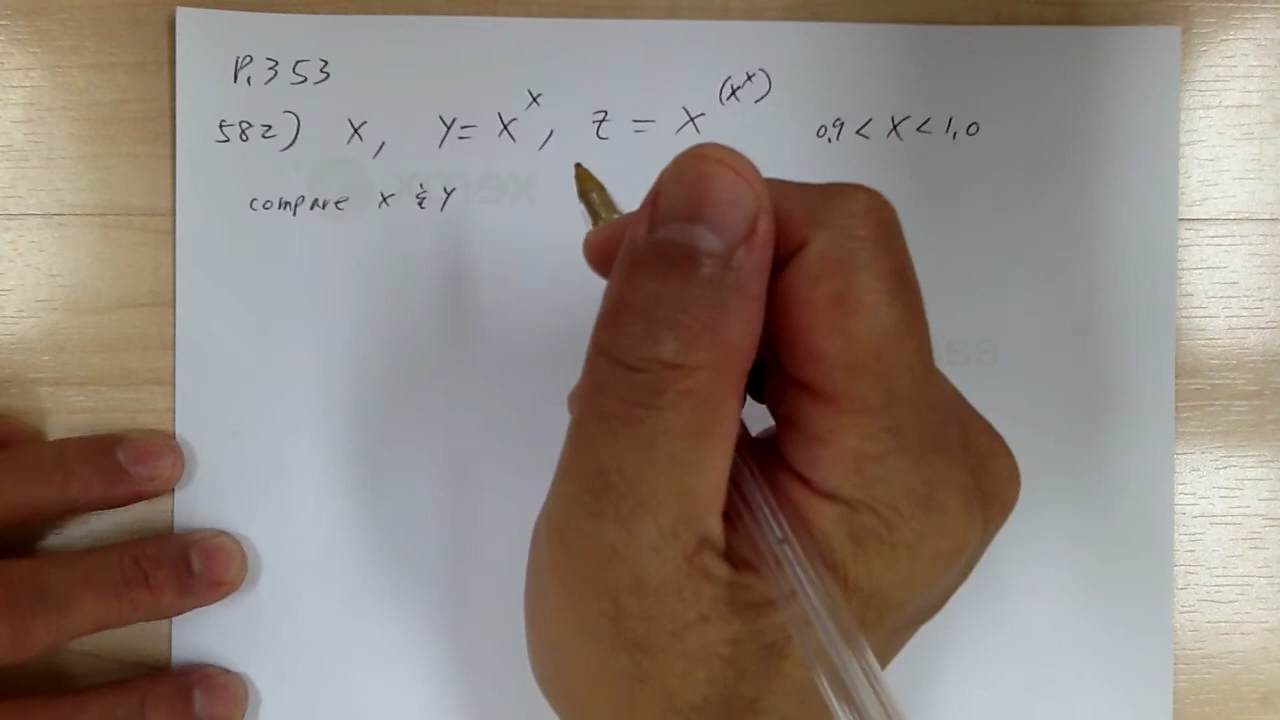 P.353
582) x, y = x^x, z = x^(x^x) 0.9 < x < 1.0
compare x & y